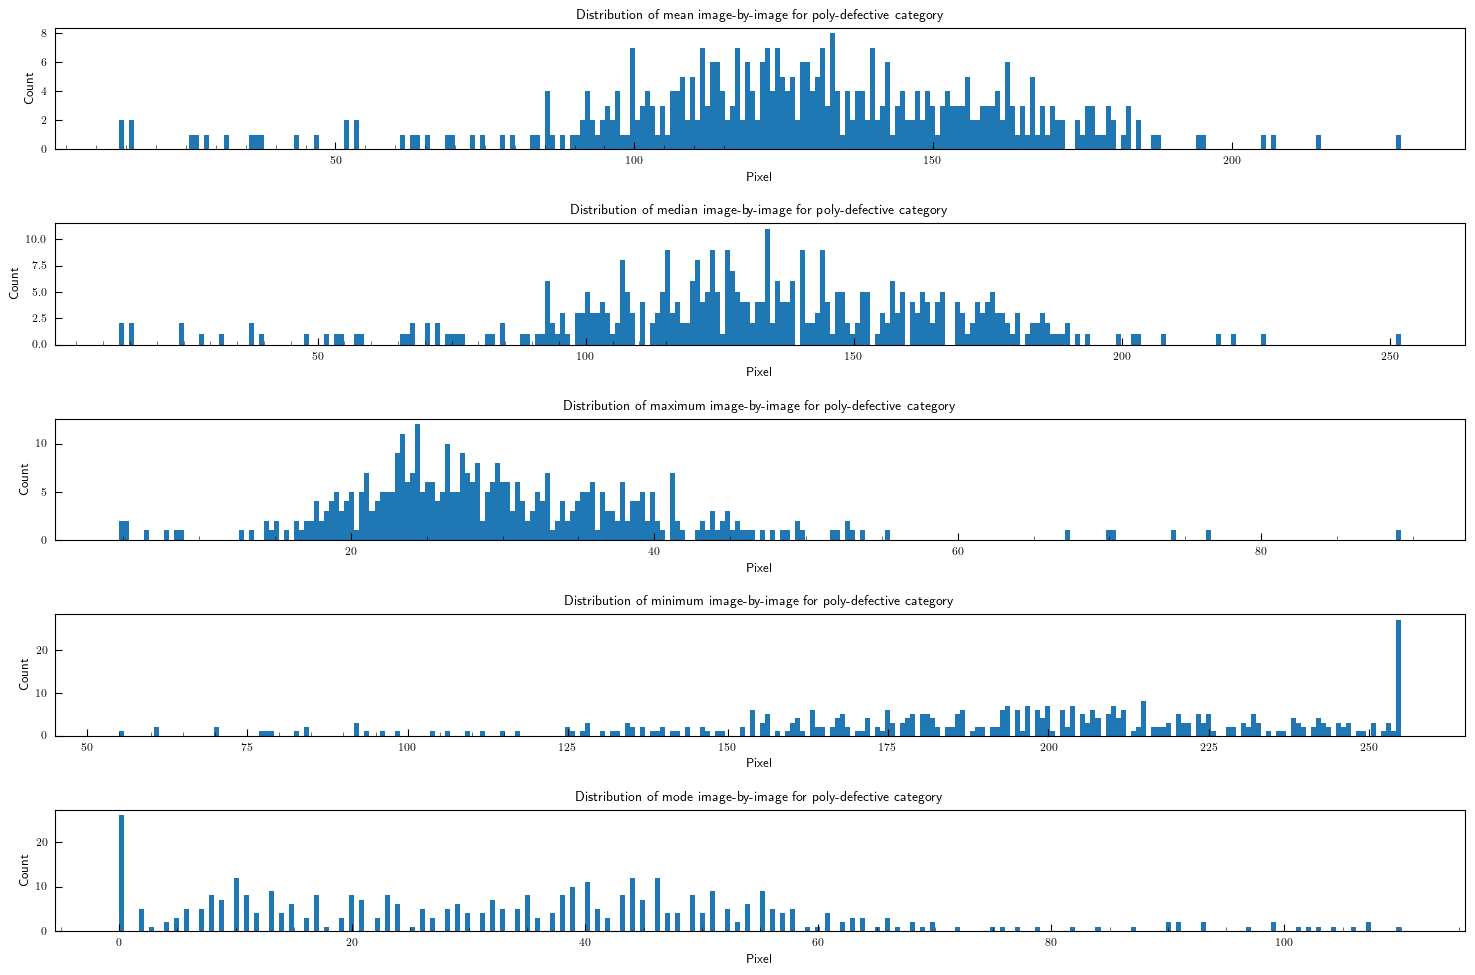 Distribution of mean image-by-image for poly-defective category
8
6
4
2
0
Count
50 100 150 200
Pixel
Distribution of median image-by-image for poly-defective category
10.0
7.5
5.0
2.5
0.0
Count
50 100 150 200 250
Pixel
Distribution of maximum image-by-image for poly-defective category
10
5
0
Count
20 40 60 80
Pixel
Distribution of minimum image-by-image for poly-defective category
20
10
0
Count
50 75 100 125 150 175 200 225 250
Pixel
Distribution of mode image-by-image for poly-defective category
20
10
0
Count
0 20 40 60 80 100
Pixel